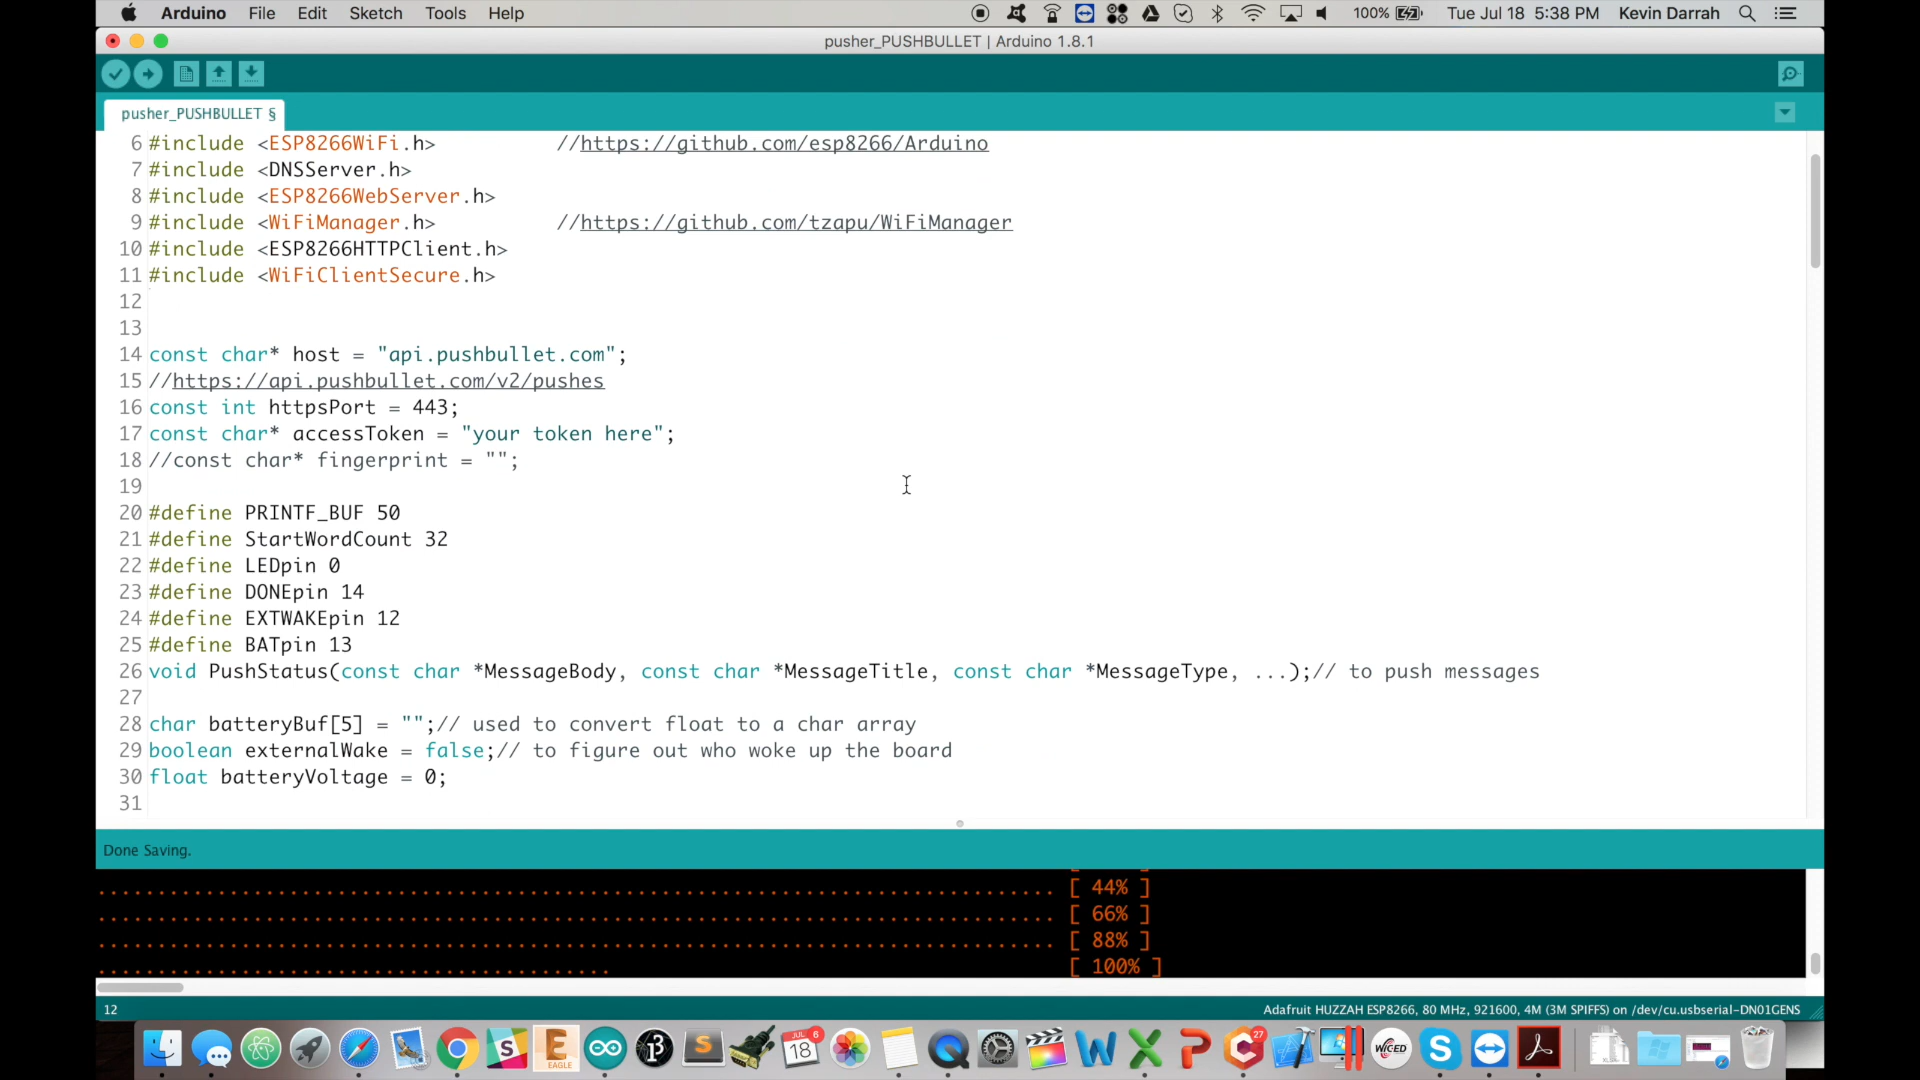 Arduino File Edit Sketch Tools Help 100% Tue Jul 18 5:38 PM Kevin Darrah
pusher_PUSHBULLET | Arduino 1.8.1
pusher_PUSHBULLET §
6 #include <ESP8266WiFi.h> //https://github.com/esp8266/Arduino
7 #include <DNSServer.h>
8 #include <ESP8266WebServer.h>
9 #include <WiFiManager.h> //https://github.com/tzapu/WiFiManager
10 #include <ESP8266HTTPClient.h>
11 #include <WiFiClientSecure.h>
12
13
14 const char* host = "api.pushbullet.com";
15 //https://api.pushbullet.com/v2/pushes
16 const int httpsPort = 443;
17 const char* accessToken = "your token here";
18 //const char* fingerprint = "";
19
20 #define PRINTF_BUF 50
21 #define StartWordCount 32
22 #define LEDpin 0
23 #define DONEpin 14
24 #define EXTWAKEpin 12
25 #define BATpin 13
26 void PushStatus(const char *MessageBody, const char *MessageTitle, const char *MessageType, ...);// to push messages
27
28 char batteryBuf[5] = "";// used to convert float to a char array
29 boolean externalWake = false;// to figure out who woke up the board
30 float batteryVoltage = 0;
31
Done Saving.
................................................................................ [ 44% ]
................................................................................ [ 66% ]
................................................................................ [ 88% ]
........................................... [ 100% ]
12 Adafruit HUZZAH ESP8266, 80 MHz, 921600, 4M (3M SPIFFS) on /dev/cu.usbserial-DN01GENS
EAGLE
JUL 6
18
27
WICED